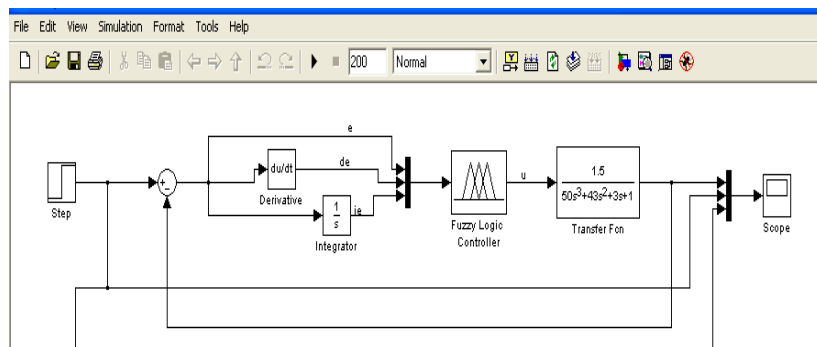 File Edit View Simulation Format Tools Help
200 Normal
e
du/dt
de
Derivative
1
s
ie
Integrator
Step
+
-
Fuzzy Logic
Controller
u
1.5
50s³+43s²+3s+1
Transfer Fcn
Scope